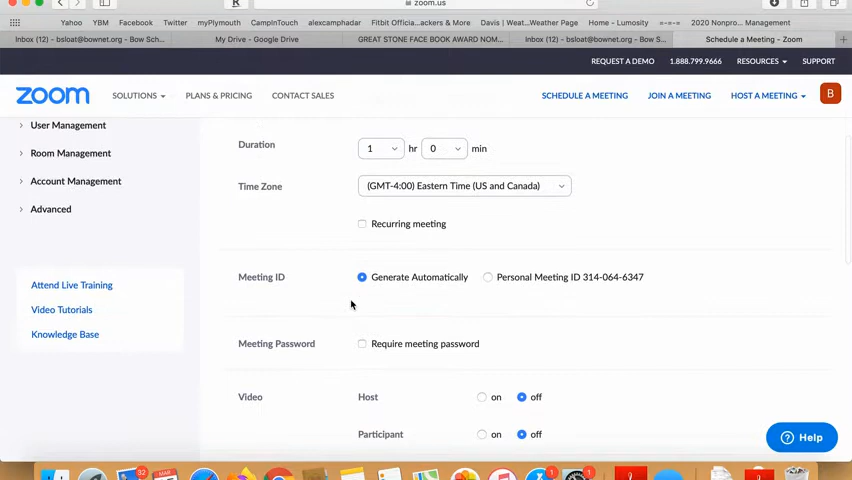 zoom.us
Yahoo YBM Facebook Twitter myPlymouth CampInTouch alexcamphadar Fitbit Officia...ackers & More Davis | Weat...Weather Page Home - Lumosity 2020 Nonpro... Management
Inbox (12) - bsloat@bownet.org - Bow Sch... My Drive - Google Drive GREAT STONE FACE BOOK AWARD NOM... Inbox (12) - bsloat@bownet.org - Bow S... Schedule a Meeting - Zoom
REQUEST A DEMO 1.888.799.9666 RESOURCES SUPPORT
zoom SOLUTIONS PLANS & PRICING CONTACT SALES SCHEDULE A MEETING JOIN A MEETING HOST A MEETING B
User Management
Room Management
Account Management
Advanced
Attend Live Training
Video Tutorials
Knowledge Base
Duration 1 hr 0 min
Time Zone (GMT-4:00) Eastern Time (US and Canada)
Recurring meeting
Meeting ID Generate Automatically Personal Meeting ID 314-064-6347
Meeting Password Require meeting password
Video Host on off
Participant on off
Help
32
1
1